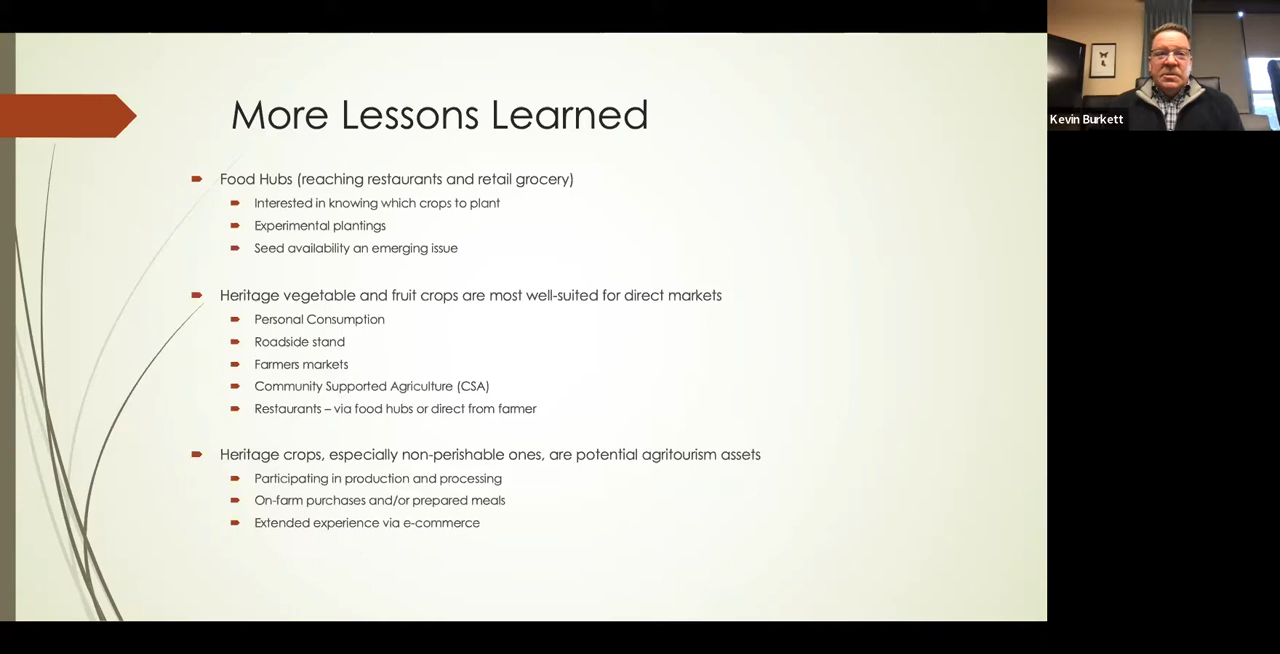 More Lessons Learned
Food Hubs (reaching restaurants and retail grocery)
Interested in knowing which crops to plant
Experimental plantings
Seed availability an emerging issue
Heritage vegetable and fruit crops are most well-suited for direct markets
Personal Consumption
Roadside stand
Farmers markets
Community Supported Agriculture (CSA)
Restaurants – via food hubs or direct from farmer
Heritage crops, especially non-perishable ones, are potential agritourism assets
Participating in production and processing
On-farm purchases and/or prepared meals
Extended experience via e-commerce
Kevin Burkett